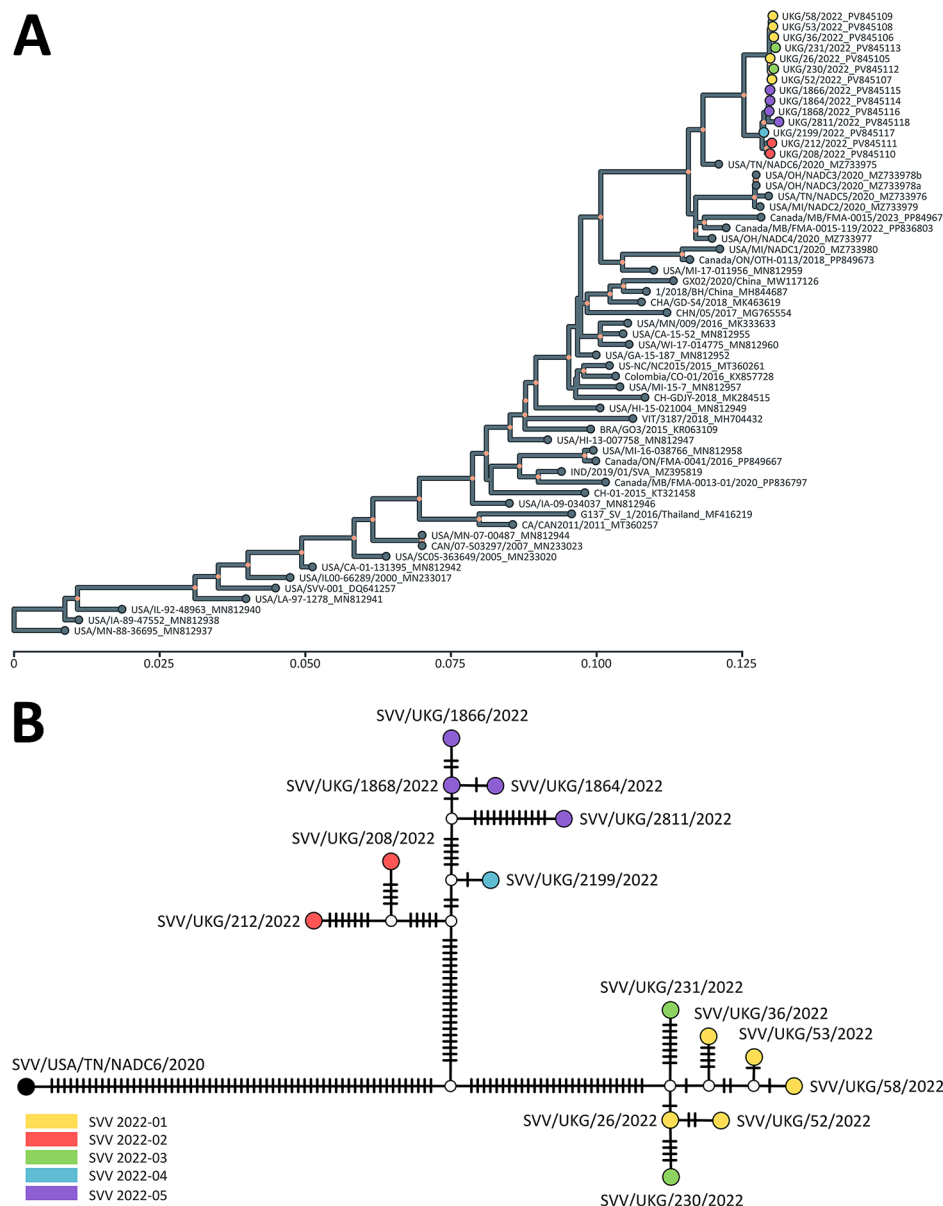 A
UKG/58/2022_PV845109
UKG/53/2022_PV845108
UKG/36/2022_PV845106
UKG/231/2022_PV845113
UKG/26/2022_PV845105
UKG/230/2022_PV845112
UKG/52/2022_PV845107
UKG/1866/2022_PV845115
UKG/1864/2022_PV845114
UKG/1868/2022_PV845116
UKG/2811/2022_PV845118
UKG/2199/2022_PV845117
UKG/212/2022_PV845111
UKG/208/2022_PV845110
USA/TN/NADC6/2020_MZ733975
USA/OH/NADC3/2020_MZ733978b
USA/OH/NADC3/2020_MZ733978a
USA/TN/NADC5/2020_MZ733976
USA/MI/NADC2/2020_MZ733979
Canada/MB/FMA-0015/2023_PP84967
Canada/MB/FMA-0015-119/2022_PP836803
USA/OH/NADC4/2020_MZ733977
USA/MI/NADC1/2020_MZ733980
Canada/ON/OTH-0113/2018_PP849673
USA/MI-17-011956_MN812959
GX02/2020/China_MW117126
1/2018/BH/China_MH844687
CHA/GD-S4/2018_MK463619
CHN/05/2017_MG765554
USA/MN/009/2016_MK333633
USA/CA-15-52_MN812955
USA/WI-17-014775_MN812960
USA/GA-15-187_MN812952
US-NC/NC2015/2015_MT360261
Colombia/CO-01/2016_KX857728
USA/MI-15-7_MN812957
CH-GDJY-2018_MK284515
USA/HI-15-021004_MN812949
VIT/3187/2018_MH704432
BRA/GO3/2015_KR063109
USA/HI-13-007758_MN812947
USA/MI-16-038766_MN812958
Canada/ON/FMA-0041/2016_PP849667
IND/2019/01/SVA_MZ395819
Canada/MB/FMA-0013-01/2020_PP836797
CH-01-2015_KT321458
USA/IA-09-034037_MN812946
G137_SV_1/2016/Thailand_MF416219
CA/CAN2011/2011_MT360257
USA/MN-07-00487_MN812944
CAN/07-503297/2007_MN233023
USA/SC05-363649/2005_MN233020
USA/CA-01-131395_MN812942
USA/IL00-66289/2000_MN233017
USA/SVV-001_DQ641257
USA/LA-97-1278_MN812941
USA/IL-92-48963_MN812940
USA/IA-89-47552_MN812938
USA/MN-88-36695_MN812937
0 0.025 0.050 0.075 0.100 0.125
B
SVV/UKG/1866/2022
SVV/UKG/1868/2022 SVV/UKG/1864/2022
SVV/UKG/2811/2022
SVV/UKG/208/2022
SVV/UKG/2199/2022
SVV/UKG/212/2022
SVV/UKG/231/2022
SVV/UKG/36/2022
SVV/UKG/53/2022
SVV/USA/TN/NADC6/2020
SVV/UKG/58/2022
SVV/UKG/26/2022 SVV/UKG/52/2022
SVV/UKG/230/2022
SVV 2022-01
SVV 2022-02
SVV 2022-03
SVV 2022-04
SVV 2022-05